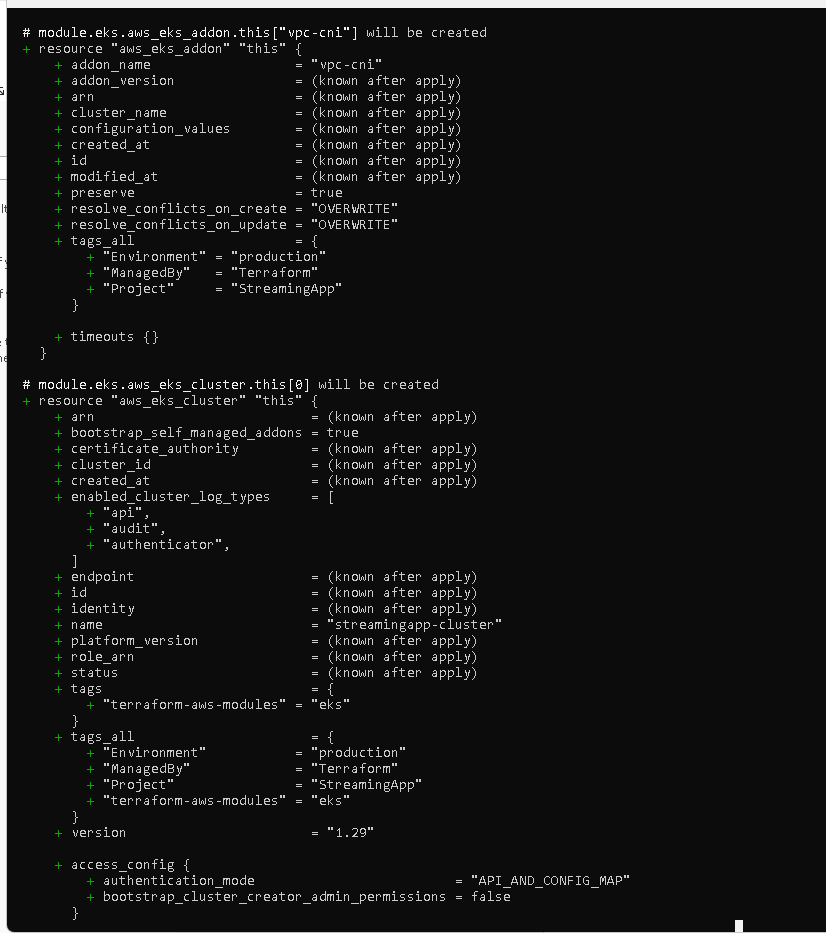 # module.eks.aws_eks_addon.this["vpc-cni"] will be created
+ resource "aws_eks_addon" "this" {
    + addon_name                  = "vpc-cni"
    + addon_version               = (known after apply)
    + arn                         = (known after apply)
    + cluster_name                = (known after apply)
    + configuration_values        = (known after apply)
    + created_at                  = (known after apply)
    + id                          = (known after apply)
    + modified_at                 = (known after apply)
    + preserve                    = true
    + resolve_conflicts_on_create = "OVERWRITE"
    + resolve_conflicts_on_update = "OVERWRITE"
    + tags_all                    = {
        + "Environment" = "production"
        + "ManagedBy"   = "Terraform"
        + "Project"     = "StreamingApp"
      }

    + timeouts {}
  }

# module.eks.aws_eks_cluster.this[0] will be created
+ resource "aws_eks_cluster" "this" {
    + arn                           = (known after apply)
    + bootstrap_self_managed_addons = true
    + certificate_authority         = (known after apply)
    + cluster_id                    = (known after apply)
    + created_at                    = (known after apply)
    + enabled_cluster_log_types     = [
        + "api",
        + "audit",
        + "authenticator",
      ]
    + endpoint                      = (known after apply)
    + id                            = (known after apply)
    + identity                      = (known after apply)
    + name                          = "streamingapp-cluster"
    + platform_version              = (known after apply)
    + role_arn                      = (known after apply)
    + status                        = (known after apply)
    + tags                          = {
        + "terraform-aws-modules" = "eks"
      }
    + tags_all                      = {
        + "Environment"           = "production"
        + "ManagedBy"             = "Terraform"
        + "Project"               = "StreamingApp"
        + "terraform-aws-modules" = "eks"
      }
    + version                       = "1.29"

    + access_config {
        + authentication_mode                         = "API_AND_CONFIG_MAP"
        + bootstrap_cluster_creator_admin_permissions = false
      }